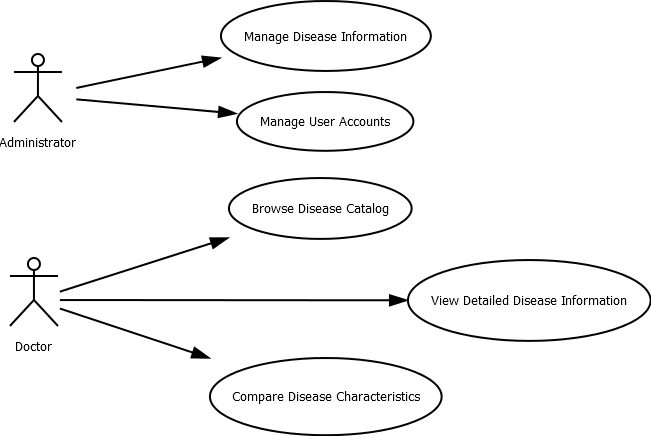 Manage Disease Information
Manage User Accounts
Administrator
Browse Disease Catalog
View Detailed Disease Information
Doctor
Compare Disease Characteristics